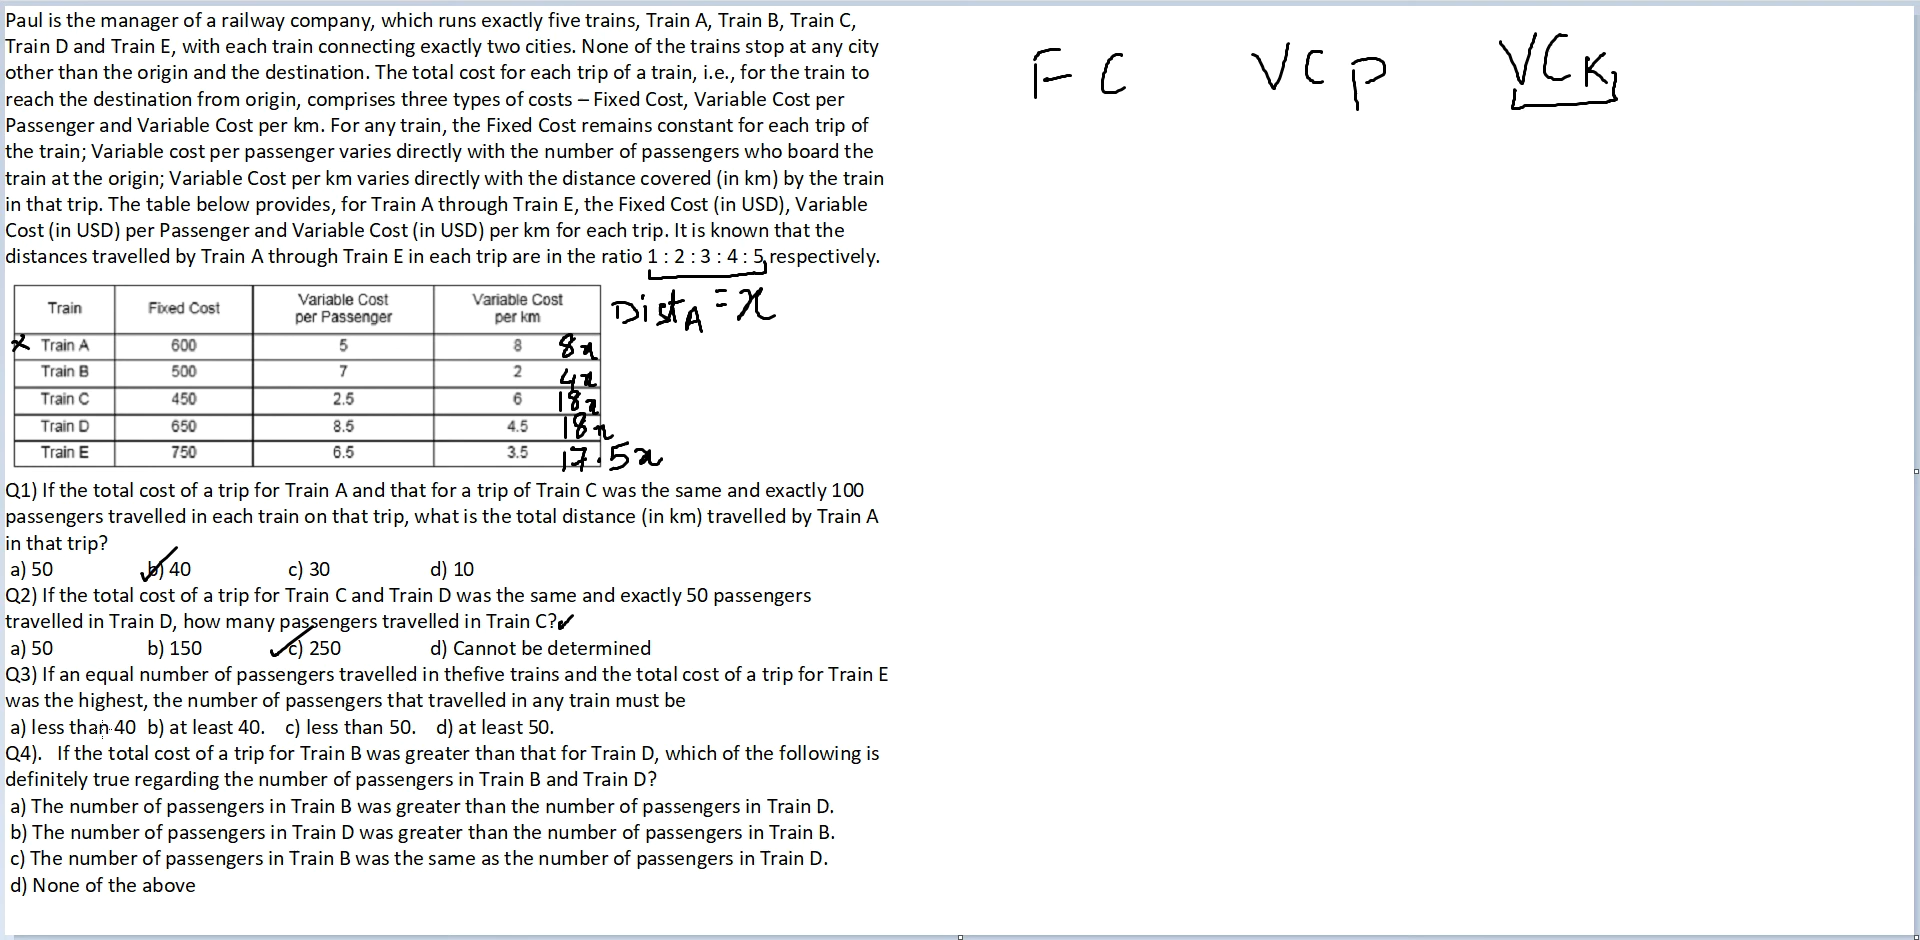 Paul is the manager of a railway company, which runs exactly five trains, Train A, Train B, Train C,
Train D and Train E, with each train connecting exactly two cities. None of the trains stop at any city
other than the origin and the destination. The total cost for each trip of a train, i.e., for the train to
reach the destination from origin, comprises three types of costs – Fixed Cost, Variable Cost per
Passenger and Variable Cost per km. For any train, the Fixed Cost remains constant for each trip of
the train; Variable cost per passenger varies directly with the number of passengers who board the
train at the origin; Variable Cost per km varies directly with the distance covered (in km) by the train
in that trip. The table below provides, for Train A through Train E, the Fixed Cost (in USD), Variable
Cost (in USD) per Passenger and Variable Cost (in USD) per km for each trip. It is known that the
distances travelled by Train A through Train E in each trip are in the ratio 1 : 2 : 3 : 4 : 5, respectively.
FC VCP VCK
Dist A = x
Train Fixed Cost Variable Cost per Passenger Variable Cost per km
x Train A 600 5 8 8x
Train B 500 7 2 4x
Train C 450 2.5 6 18x
Train D 650 8.5 4.5 18x
Train E 750 6.5 3.5 17.5x
Q1) If the total cost of a trip for Train A and that for a trip of Train C was the same and exactly 100
passengers travelled in each train on that trip, what is the total distance (in km) travelled by Train A
in that trip?
a) 50 b) 40 c) 30 d) 10
Q2) If the total cost of a trip for Train C and Train D was the same and exactly 50 passengers
travelled in Train D, how many passengers travelled in Train C?
a) 50 b) 150 c) 250 d) Cannot be determined
Q3) If an equal number of passengers travelled in thefive trains and the total cost of a trip for Train E
was the highest, the number of passengers that travelled in any train must be
a) less than 40 b) at least 40. c) less than 50. d) at least 50.
Q4). If the total cost of a trip for Train B was greater than that for Train D, which of the following is
definitely true regarding the number of passengers in Train B and Train D?
a) The number of passengers in Train B was greater than the number of passengers in Train D.
b) The number of passengers in Train D was greater than the number of passengers in Train B.
c) The number of passengers in Train B was the same as the number of passengers in Train D.
d) None of the above